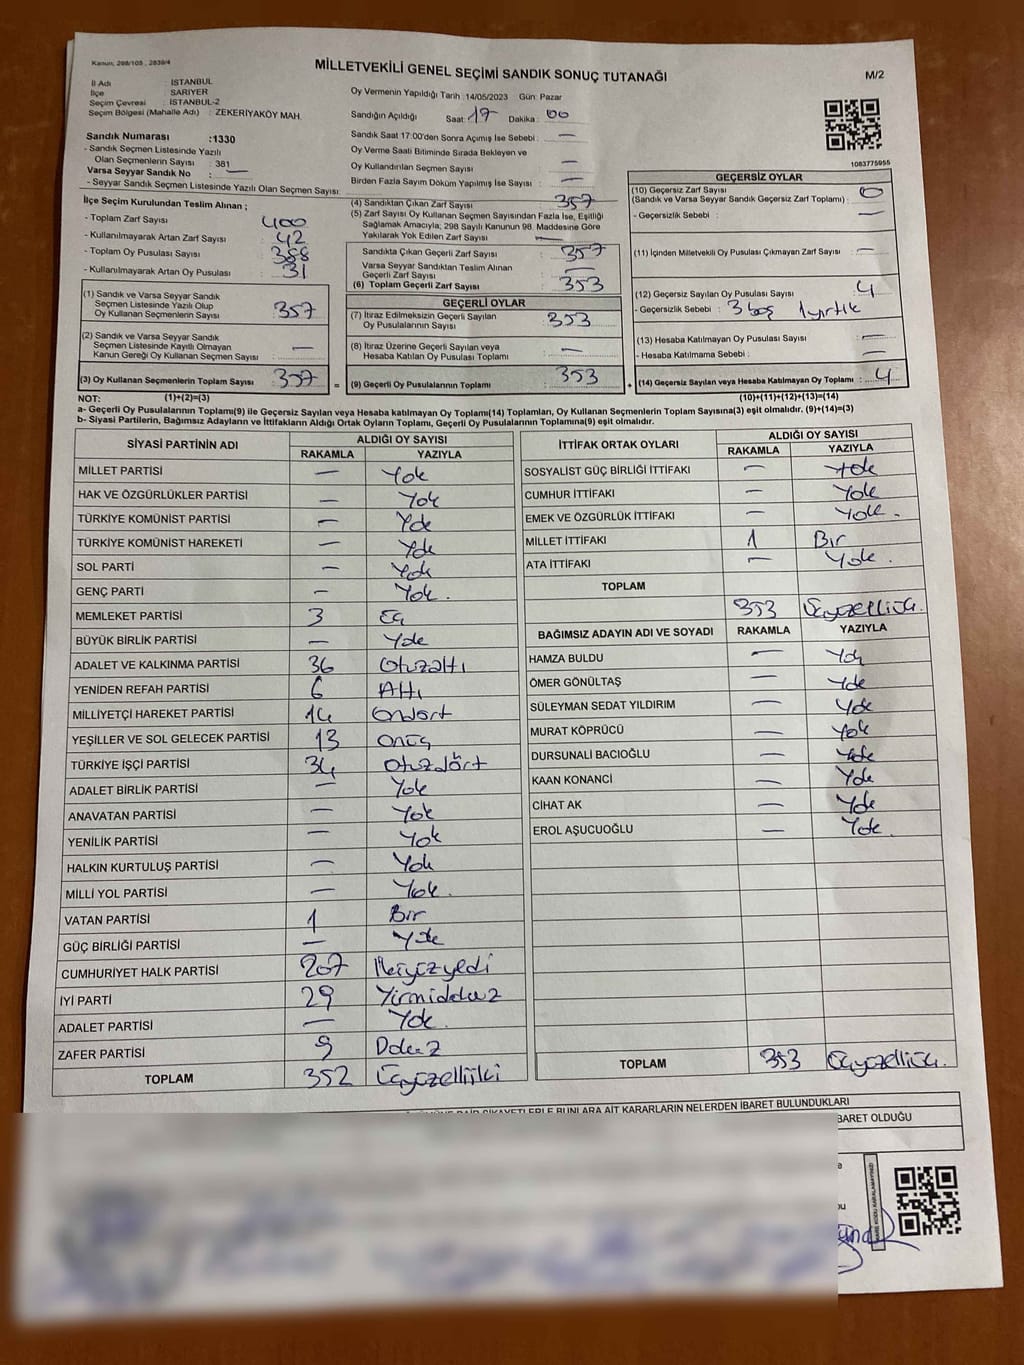 Kanun: 298/105 , 2839/4
MİLLETVEKİLİ GENEL SEÇİMİ SANDIK SONUÇ TUTANAĞI
M/2
İl Adı : İSTANBUL
İlçe : SARIYER
Seçim Çevresi : İSTANBUL-2
Seçim Bölgesi (Mahalle Adı) : ZEKERİYAKÖY MAH.
Sandık Numarası :1330
- Sandık Seçmen Listesinde Yazılı
Olan Seçmenlerin Sayısı : 381
Varsa Seyyar Sandık No : —
- Seyyar Sandık Seçmen Listesinde Yazılı Olan Seçmen Sayısı:
Oy Vermenin Yapıldığı Tarih :14/05/2023 Gün: Pazar
Sandığın Açıldığı Saat: 17 Dakika : 00
Sandık Saat 17:00'den Sonra Açılmış İse Sebebi : —
Oy Verme Saati Bitiminde Sırada Bekleyen ve
Oy Kullandırılan Seçmen Sayısı : —
Birden Fazla Sayım Döküm Yapılmış İse Sayısı : —
1083775955
İlçe Seçim Kurulundan Teslim Alınan ;
- Toplam Zarf Sayısı : 400
- Kullanılmayarak Artan Zarf Sayısı : 42
- Toplam Oy Pusulası Sayısı : 388
- Kullanılmayarak Artan Oy Pusulası : 31
(1) Sandık ve Varsa Seyyar Sandık
Seçmen Listesinde Yazılı Olup
Oy Kullanan Seçmenlerin Sayısı : 357
(2) Sandık ve Varsa Seyyar Sandık
Seçmen Listesinde Kayıtlı Olmayan
Kanun Gereği Oy Kullanan Seçmen Sayısı : —
(3) Oy Kullanan Seçmenlerin Toplam Sayısı : 357
(4) Sandıktan Çıkan Zarf Sayısı : 357
(5) Zarf Sayısı Oy Kullanan Seçmen Sayısından Fazla İse, Eşitliği
Sağlamak Amacıyla; 298 Sayılı Kanunun 98. Maddesine Göre
Yakılarak Yok Edilen Zarf Sayısı : —
Sandıkta Çıkan Geçerli Zarf Sayısı : 357
Varsa Seyyar Sandıktan Teslim Alınan
Geçerli Zarf Sayısı : —
(6) Toplam Geçerli Zarf Sayısı : 353
GEÇERLİ OYLAR
(7) İtiraz Edilmeksizin Geçerli Sayılan
Oy Pusulalarının Sayısı : 353
(8) İtiraz Üzerine Geçerli Sayılan veya
Hesaba Katılan Oy Pusulası Toplamı : —
= (9) Geçerli Oy Pusulalarının Toplamı : 353
GEÇERSİZ OYLAR
(10) Geçersiz Zarf Sayısı
(Sandık ve Varsa Seyyar Sandık Geçersiz Zarf Toplamı) : 0
- Geçersizlik Sebebi : —
(11) İçinden Milletvekili Oy Pusulası Çıkmayan Zarf Sayısı : —
(12) Geçersiz Sayılan Oy Pusulası Sayısı : 4
- Geçersizlik Sebebi : 3 boş 1 yırtık
(13) Hesaba Katılmayan Oy Pusulası Sayısı : —
- Hesaba Katılmama Sebebi : —
+ (14) Geçersiz Sayılan veya Hesaba Katılmayan Oy Toplamı : 4
NOT: (1)+(2)=(3) (10)+(11)+(12)+(13)=(14)
a- Geçerli Oy Pusulalarının Toplamı(9) ile Geçersiz Sayılan veya Hesaba katılmayan Oy Toplamı(14) Toplamları, Oy Kullanan Seçmenlerin Toplam Sayısına(3) eşit olmalıdır. (9)+(14)=(3)
b- Siyasi Partilerin, Bağımsız Adayların ve İttifakların Aldığı Ortak Oyların Toplamı, Geçerli Oy Pusulalarının Toplamına(9) eşit olmalıdır.
SİYASİ PARTİNİN ADI ALDIĞI OY SAYISI
RAKAMLA YAZIYLA
MİLLET PARTİSİ — Yok
HAK VE ÖZGÜRLÜKLER PARTİSİ — Yok
TÜRKİYE KOMÜNİST PARTİSİ — Yok
TÜRKİYE KOMÜNİST HAREKETİ — Yok
SOL PARTİ — Yok
GENÇ PARTİ — Yok.
MEMLEKET PARTİSİ 3 Üç
BÜYÜK BİRLİK PARTİSİ — Yok
ADALET VE KALKINMA PARTİSİ 36 Otuzaltı
YENİDEN REFAH PARTİSİ 6 Altı
MİLLİYETÇİ HAREKET PARTİSİ 14 Ondört
YEŞİLLER VE SOL GELECEK PARTİSİ 13 Onüç
TÜRKİYE İŞÇİ PARTİSİ 34 Otuzdört
ADALET BİRLİK PARTİSİ — Yok
ANAVATAN PARTİSİ — Yok
YENİLİK PARTİSİ — Yok
HALKIN KURTULUŞ PARTİSİ — Yok
MİLLİ YOL PARTİSİ — Yok.
VATAN PARTİSİ 1 Bir
GÜÇ BİRLİĞİ PARTİSİ — Yok
CUMHURİYET HALK PARTİSİ 207 İkiyüzyedi
İYİ PARTİ 29 Yirmidokuz
ADALET PARTİSİ — Yok.
ZAFER PARTİSİ 9 Dokuz
TOPLAM 352 Üçyüzelliiki
İTTİFAK ORTAK OYLARI ALDIĞI OY SAYISI
RAKAMLA YAZIYLA
SOSYALİST GÜÇ BİRLİĞİ İTTİFAKI — Yok
CUMHUR İTTİFAKI — Yok
EMEK VE ÖZGÜRLÜK İTTİFAKI — Yok.
MİLLET İTTİFAKI 1 Bir
ATA İTTİFAKI — Yok.
TOPLAM
353 Üçyüzelliüç.
BAĞIMSIZ ADAYIN ADI VE SOYADI RAKAMLA YAZIYLA
HAMZA BULDU — Yok
ÖMER GÖNÜLTAŞ — Yok
SÜLEYMAN SEDAT YILDIRIM — Yok
MURAT KÖPRÜCÜ — Yok
DURSUNALİ BACIOĞLU — Yok
KAAN KONANCİ — Yok
CİHAT AK — Yok
EROL AŞUCUOĞLU — Yok.
TOPLAM 353 Üçyüzelliüç.
BUNLARA AİT KARARLARIN NELERDEN İBARET BULUNDUKLARI
BARET OLDUĞU